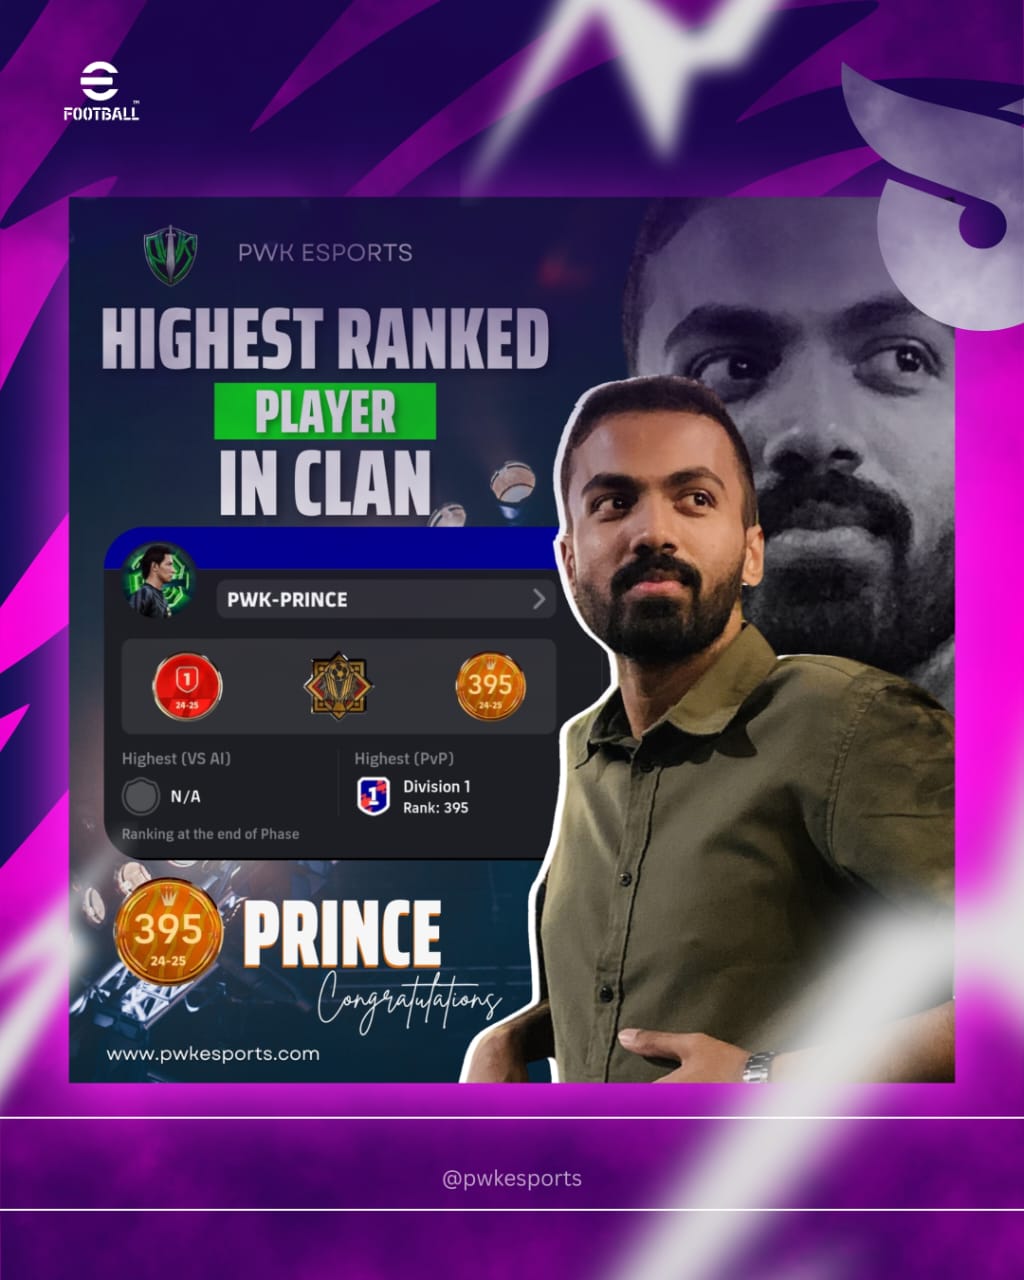 FOOTBALL™
PWK ESPORTS
HIGHEST RANKED
PLAYER
IN CLAN
PWK-PRINCE
1
24-25
395
24-25
Highest (VS AI)
N/A
Highest (PvP)
1
Division 1
Rank: 395
Ranking at the end of Phase
395
24-25
PRINCE
Congratulations
www.pwkesports.com
@pwkesports